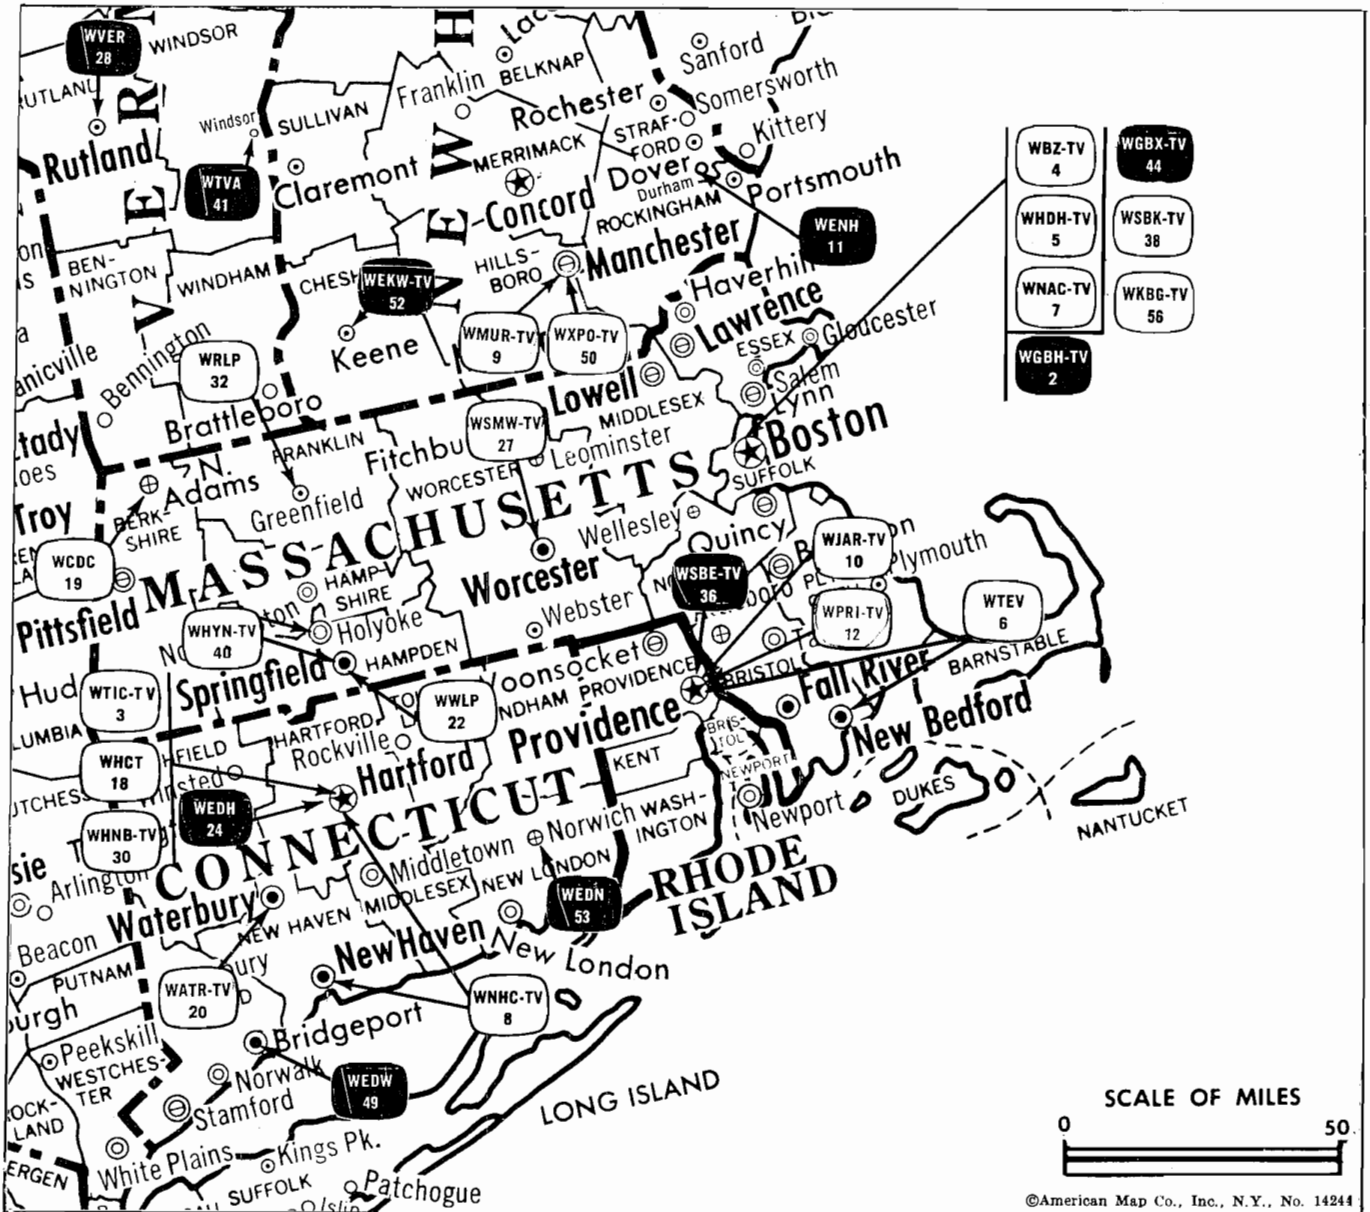 WVER
28
WINDSOR
RUTLAND
Rutland
Windsor
WTVA
41
SULLIVAN
Claremont
Franklin
BELKNAP
Sanford
Rochester
Somersworth
STRAF-
FORD
Kittery
MERRIMACK
Dover
Durham
Portsmouth
Concord
ROCKINGHAM
WENH
11
WBZ-TV
4
WGBX-TV
44
WHDH-TV
5
WSBK-TV
38
WNAC-TV
7
WKBG-TV
56
WGBH-TV
2
BEN-
NINGTON
WINDHAM
WEKW-TV
52
HILLS-
BORO
Manchester
Haverhill
Keene
WMUR-TV
9
WXPO-TV
50
Lawrence
ESSEX
Gloucester
Bennington
WRLP
32
Brattleboro
Lowell
MIDDLESEX
Salem
Lynn
Boston
SUFFOLK
FRANKLIN
WSMW-TV
27
Leominster
WORCESTER
N.
Adams
Greenfield
Troy
BERK-
SHIRE
MASSACHUSETTS
Wellesley
Quincy
WCDC
19
Pittsfield
HAMP-
SHIRE
Worcester
WSBE-TV
36
WJAR-TV
10
Plymouth
WPRI-TV
12
WTEV
6
WHYN-TV
40
Holyoke
Webster
HAMPDEN
Springfield
Woonsocket
PROVIDENCE
BRISTOL
BARNSTABLE
Fall River
WTIC-TV
3
WWLP
22
New Bedford
HARTFORD
Rockville
Providence
BRIS-
TOL
KENT
NEWPORT
WHCT
18
Hartford
WEDH
24
WHNB-TV
30
CONNECTICUT
Norwich
WASH-
INGTON
Newport
DUKES
NANTUCKET
Arlington
Middletown
MIDDLESEX
NEW LONDON
RHODE
ISLAND
Waterbury
NEW HAVEN
WEDN
53
Beacon
PUTNAM
New Haven
New London
WATR-TV
20
WNHC-TV
8
Bridgeport
Peekskill
WESTCHES-
TER
Norwalk
WEDW
49
Stamford
LONG ISLAND
White Plains
Kings Pk.
SUFFOLK
Patchogue
Islip
SCALE OF MILES
0 50
©American Map Co., Inc., N.Y., No. 14244